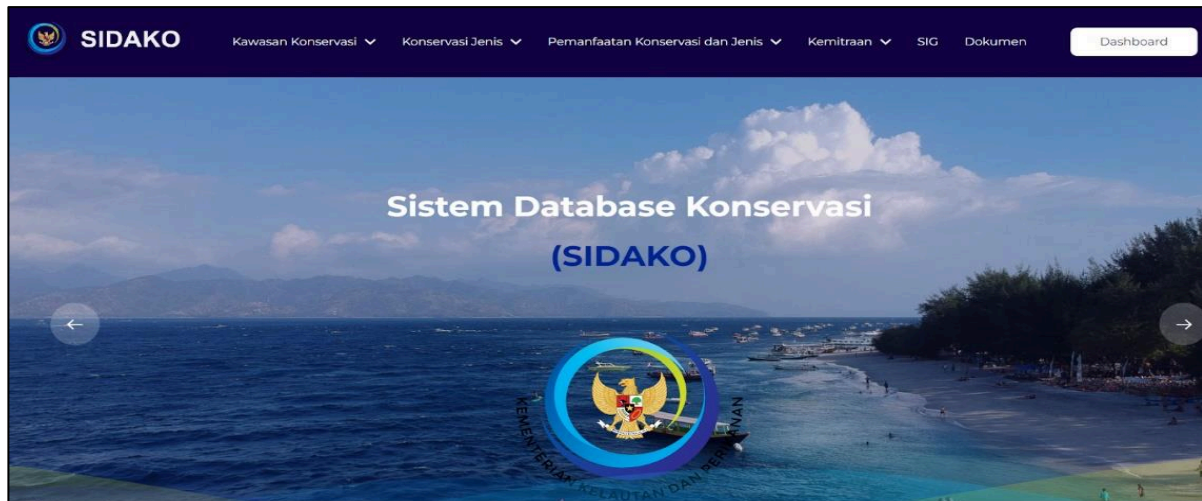 SIDAKO
Kawasan Konservasi
Konservasi Jenis
Pemanfaatan Konservasi dan Jenis
Kemitraan
SIG
Dokumen
Dashboard
Sistem Database Konservasi
(SIDAKO)
KEMENTERIAN KELAUTAN DAN PERIKANAN